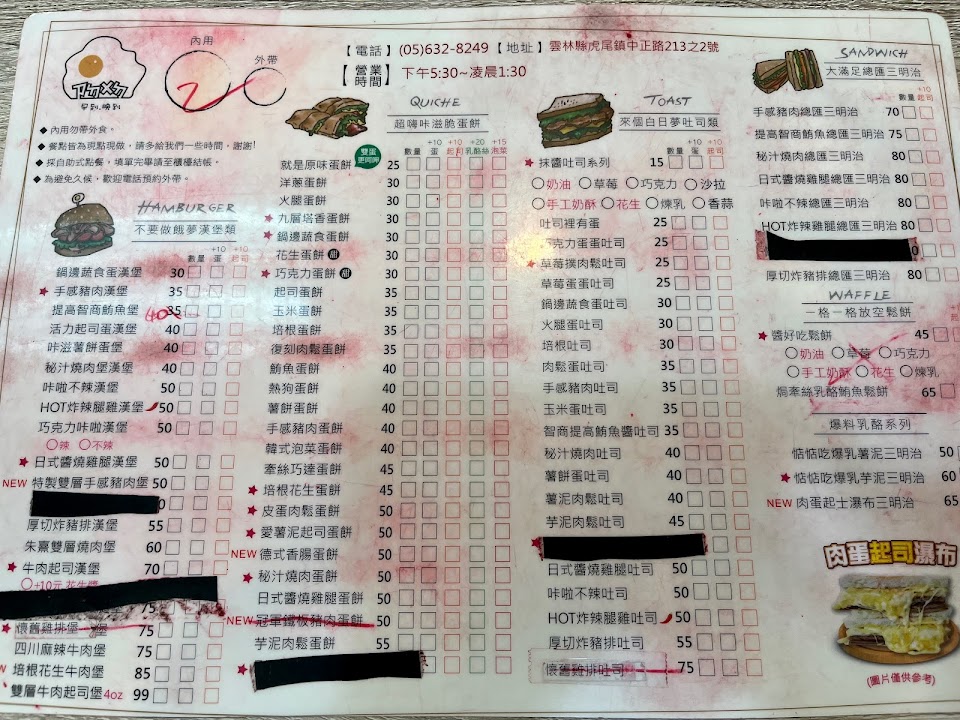 早到.晚到
內用
外帶
【電話】(05)632-8249【地址】雲林縣虎尾鎮中正路213之2號
【營業時間】下午5:30~凌晨1:30
◆內用勿帶外食。
◆餐點皆為現點現做，請多給我們一些時間，謝謝!
◆採自助式點餐，填單完畢請至櫃檯結帳。
◆為避免久候，歡迎電話預約外帶。
HAMBURGER
不要做餓夢漢堡類
+10 +10
數量 蛋 起司
鍋邊蔬食蛋漢堡 30
★手感豬肉漢堡 35
提高智商鮪魚堡 35 40
活力起司蛋漢堡 40
咔滋薯餅蛋堡 40
秘汁燒肉蛋漢堡 40
咔啦不辣漢堡 50
HOT炸辣腿雞漢堡 50
巧克力咔啦漢堡 50
○辣 ○不辣
★日式醬燒雞腿漢堡 50
NEW 特製雙層手感豬肉堡 50
厚切炸豬排漢堡 55
朱熹雙層燒肉堡 60
★牛肉起司漢堡 70
○+10元 花生醬
75
★懷舊雞排堡 75
四川麻辣牛肉堡 75
培根花生牛肉堡 85
雙層牛肉起司堡4oz 99
QUICHE
超嗨咔滋脆蛋餅
+10 +10 +20 +15
數量 蛋 起司 乳酪絲 泡菜
雙蛋更同啊
就是原味蛋餅 25
洋蔥蛋餅 30
火腿蛋餅 30
★九層塔香蛋餅 30
★鍋邊蔬食蛋餅 30
花生蛋餅 甜 30
★巧克力蛋餅 甜 30
起司蛋餅 35
玉米蛋餅 35
培根蛋餅 35
復刻肉鬆蛋餅 35
鮪魚蛋餅 40
熱狗蛋餅 40
薯餅蛋餅 40
手感豬肉蛋餅 40
韓式泡菜蛋餅 40
牽絲巧達蛋餅 45
★培根花生蛋餅 45
★皮蛋肉鬆蛋餅 50
★愛薯泥起司蛋餅 50
NEW 德式香腸蛋餅 50
★秘汁燒肉蛋餅 50
日式醬燒雞腿蛋餅 50
NEW 冠軍鐵板豬肉蛋餅 50
芋泥肉鬆蛋餅 55
★
TOAST
來個白日夢吐司類
+10 +10
數量 蛋 起司
★抹醬吐司系列 15
○奶油 ○草莓 ○巧克力 ○沙拉
○手工奶酥 ○花生 ○煉乳 ○香蒜
吐司裡有蛋 25
巧克力蛋蛋吐司 25
★草莓撲肉鬆吐司 25
草莓蛋蛋吐司 25
鍋邊蔬食蛋吐司 30
火腿蛋吐司 30
培根蛋吐司 30
肉鬆蛋吐司 35
手感豬肉吐司 35
玉米蛋吐司 35
智商提高鮪魚醬吐司 35
秘汁燒肉吐司 40
薯餅蛋吐司 40
薯泥肉鬆吐司 40
芋泥肉鬆吐司 45
★
日式醬燒雞腿吐司 50
咔啦不辣吐司 50
HOT炸辣腿雞吐司 50
厚切炸豬排吐司 55
懷舊雞排吐司 75
SANDWICH
大滿足總匯三明治
+10
數量 起司
手感豬肉總匯三明治 70
提高智商鮪魚總匯三明治 75
秘汁燒肉總匯三明治 80
日式醬燒雞腿總匯三明治 80
咔啦不辣總匯三明治 80
HOT炸辣腿雞總匯三明治 80
厚切炸豬排總匯三明治 80
WAFFLE
一格一格放空鬆餅
★醬好吃鬆餅 45
○奶油 ○草莓 ○巧克力
○手工奶酥 ○花生 ○煉乳
焗牽絲乳酪鮪魚鬆餅 65
爆料乳酪系列
惦惦吃爆乳薯泥三明治 50
★惦惦吃爆乳芋泥三明治 60
NEW 肉蛋起士瀑布三明治 65
肉蛋起司瀑布
(圖片僅供參考)